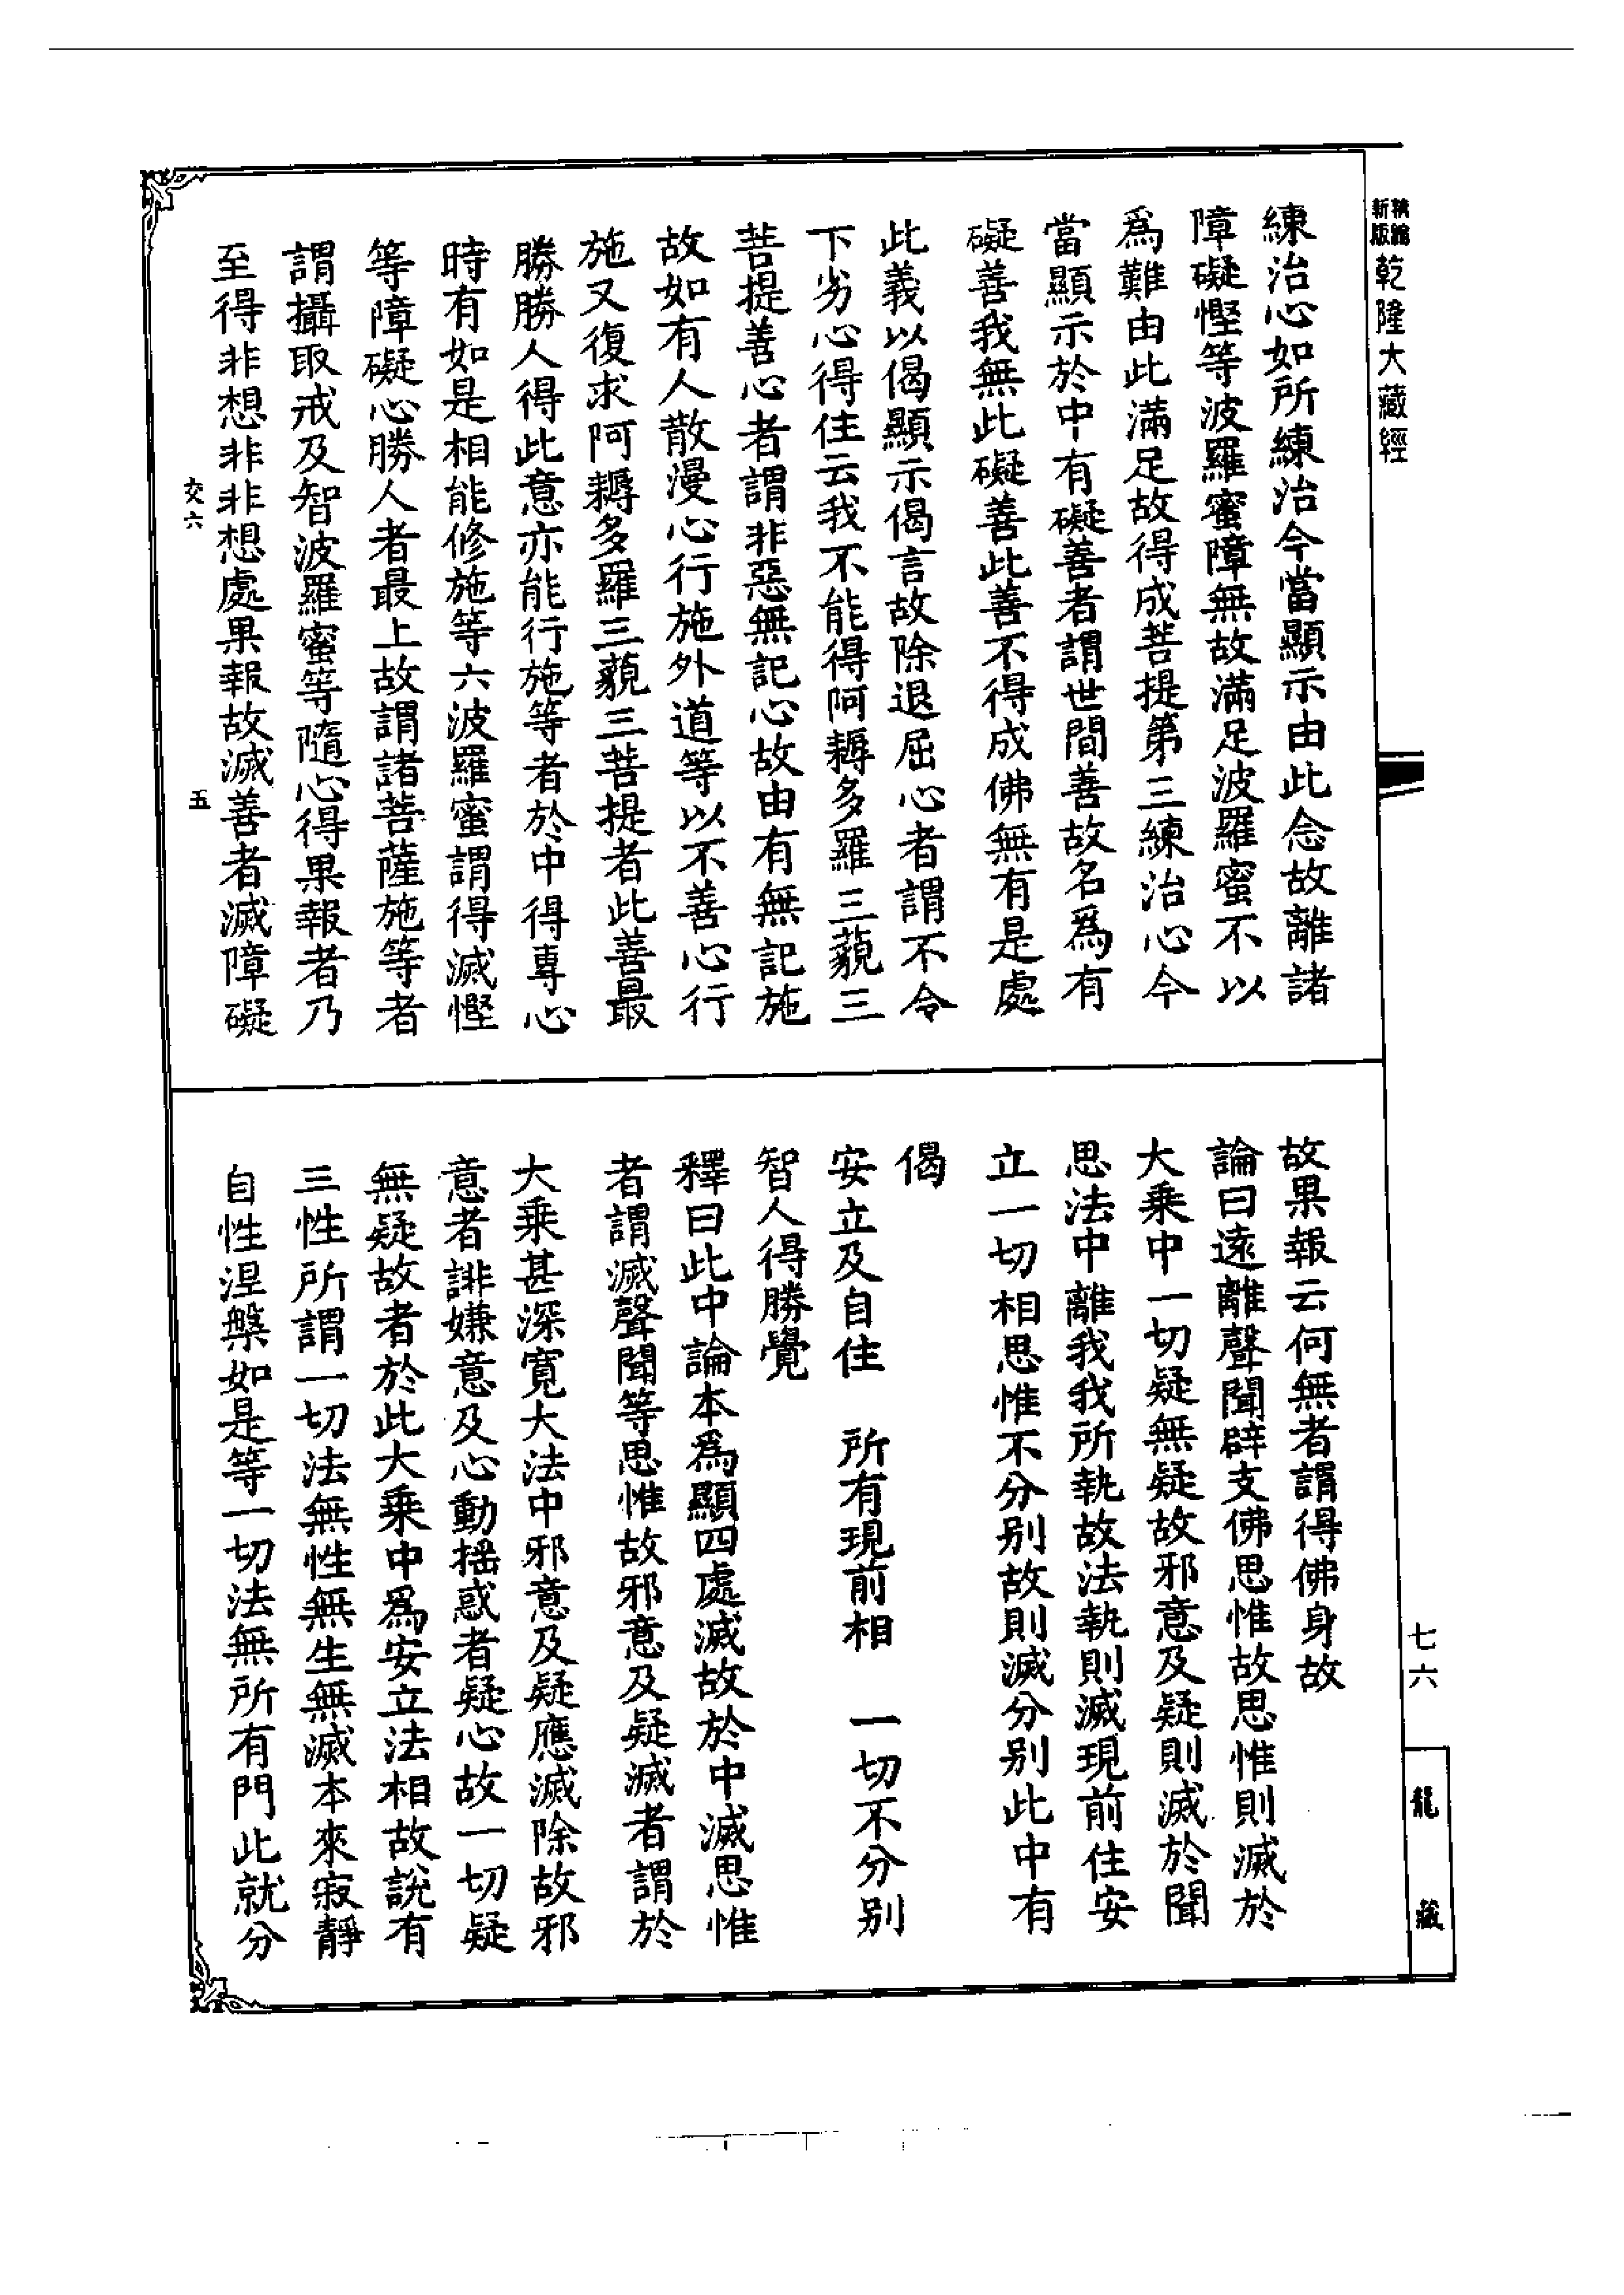 新版精縮乾隆大藏經
練治心如所練治今當顯示由此念故離諸
障礙慳等波羅蜜障無故滿足波羅蜜不以
爲難由此滿足故得成菩提第三練治心今
當顯示於中有礙善者謂世間善故名爲有
礙善我無此礙善此善不得成佛無有是處
此義以偈顯示偈言故除退屈心者謂不令
下劣心得住云我不能得阿耨多羅三藐三
菩提善心者謂非惡無記心故由有無記施
故如有人散漫心行施外道等以不善心行
施又復求阿耨多羅三藐三菩提者此善最
勝勝人得此意亦能行施等者於中得專心
時有如是相能修施等六波羅蜜謂得滅慳
等障礙心勝人者最上故謂諸菩薩施等者
謂攝取戒及智波羅蜜等隨心得果報者乃
至得非想非非想處果報故滅善者滅障礙
交六
五
故果報云何無者謂得佛身故
論曰遠離聲聞辟支佛思惟故思惟則滅於
大乘中一切疑無疑故邪意及疑則滅於聞
思法中離我我所執故法執則滅現前住安
立一切相思惟不分别故則滅分别此中有
偈
安立及自住　所有現前相　一切不分别
智人得勝覺
釋曰此中論本爲顯四處滅故於中滅思惟
者謂滅聲聞等思惟故邪意及疑滅者謂於
大乘甚深寬大法中邪意及疑應滅除故邪
意者誹嫌意及心動搖惑者疑心故一切疑
無疑故者於此大乘中爲安立法相故說有
三性所謂一切法無性無生無滅本來寂靜
自性涅槃如是等一切法無所有門此就分
七六
龍藏